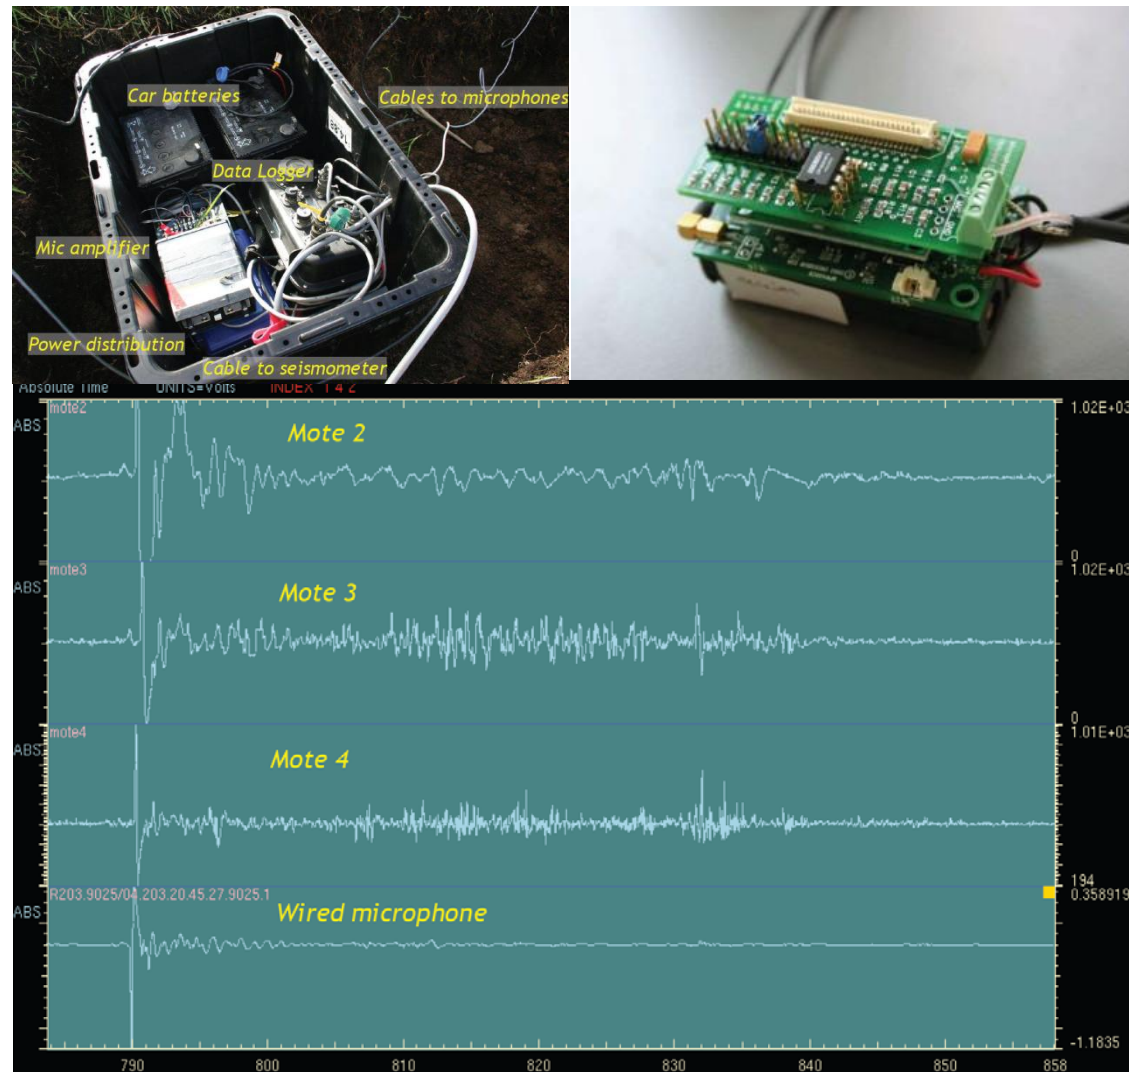 Car batteries
Cables to microphones
Data Logger
Mic amplifier
Power distribution
Cable to seismometer
Absolute Time UNITS=Volts INDEX 1 4 2
ABS
mote2
Mote 2
1.02E+03
0
ABS
mote3
Mote 3
1.02E+03
0
ABS
mote4
Mote 4
1.01E+03
194
ABS
R203.9025/04.203.20.45.27.9025.1
Wired microphone
0.358919
-1.1835
790 800 810 820 830 840 850 858